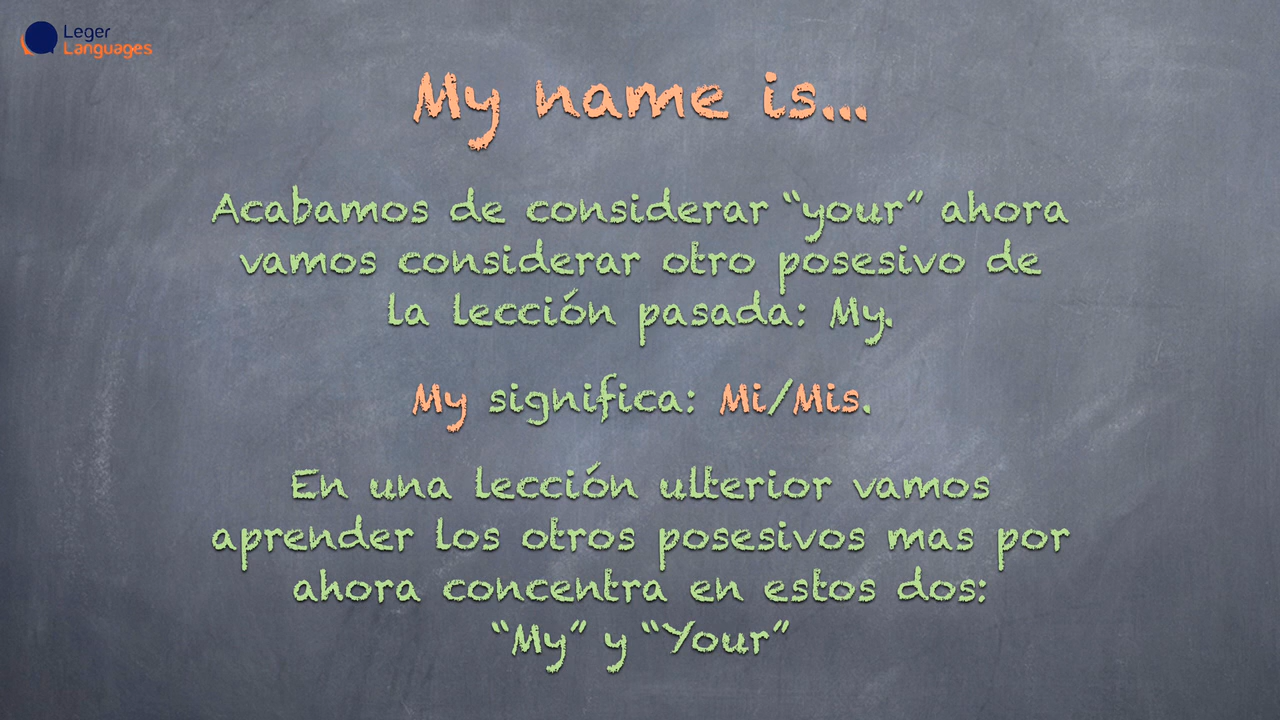 Leger
Languages
My name is...
Acabamos de considerar “your” ahora
vamos considerar otro posesivo de
la lección pasada: My.
My significa: Mi/Mis.
En una lección ulterior vamos
aprender los otros posesivos mas por
ahora concentra en estos dos:
“My” y “Your”